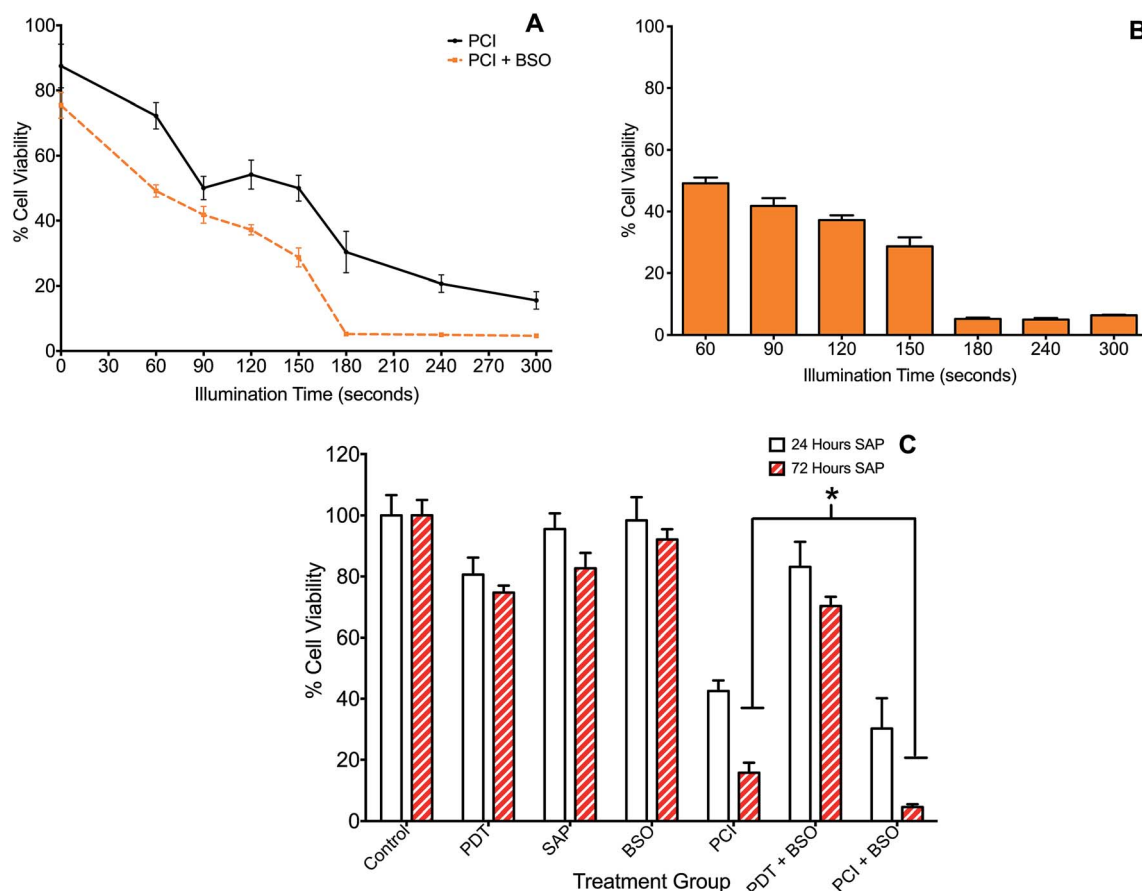 A
PCI
PCI + BSO
100
80
60
40
20
0
% Cell Viability
0 60 90 120 150 180 210 240 270 300
Illumination Time (seconds)
B
100
80
60
40
20
0
% Cell Viability
60 90 120 150 180 240 300
Illumination Time (seconds)
C
24 Hours SAP
72 Hours SAP
*
120
100
80
60
40
20
0
% Cell Viability
Control PDT SAP BSO PCI PDT + BSO PCI + BSO
Treatment Group